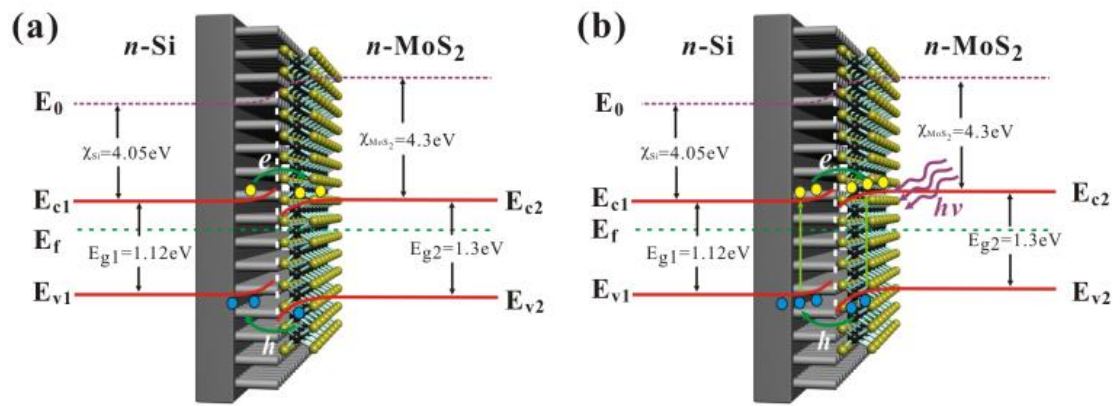 (a)
n-Si
n-MoS₂
E₀
χSi=4.05eV
χMoS₂=4.3eV
e
Ec1
Ec2
Ef
Eg1=1.12eV
Eg2=1.3eV
Ev1
Ev2
h
(b)
n-Si
n-MoS₂
E₀
χSi=4.05eV
χMoS₂=4.3eV
e
hν
Ec1
Ec2
Ef
Eg1=1.12eV
Eg2=1.3eV
Ev1
Ev2
h